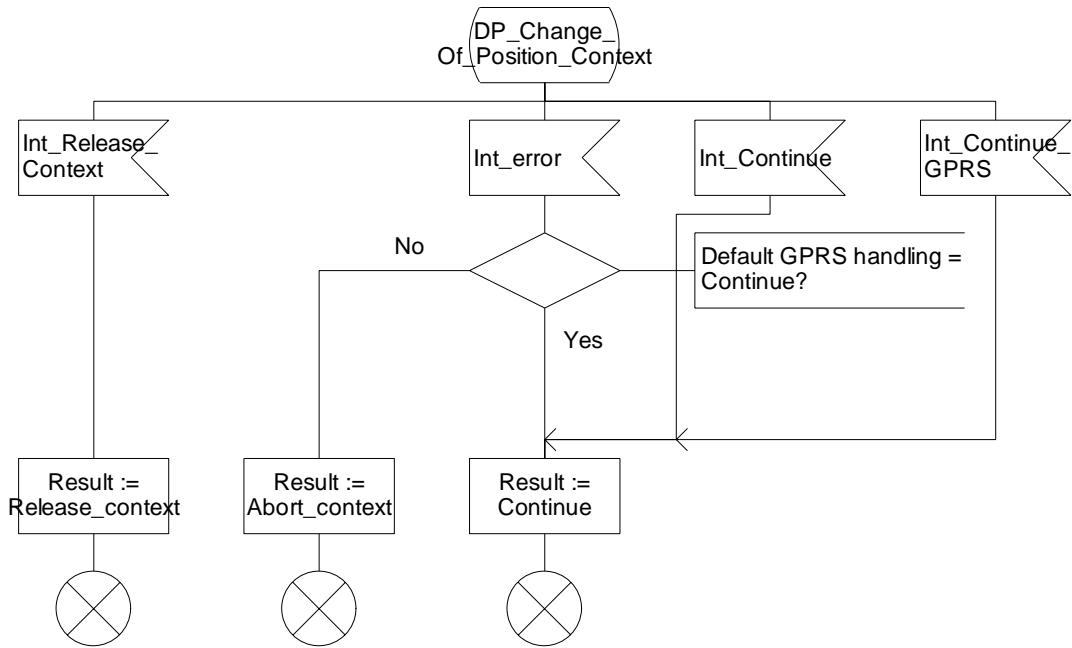 DP_Change_
Of_Position_Context
Int_Release_
Context
Int_error
Int_Continue
Int_Continue_
GPRS
No
Default GPRS handling =
Continue?
Yes
Result :=
Release_context
Result :=
Abort_context
Result :=
Continue